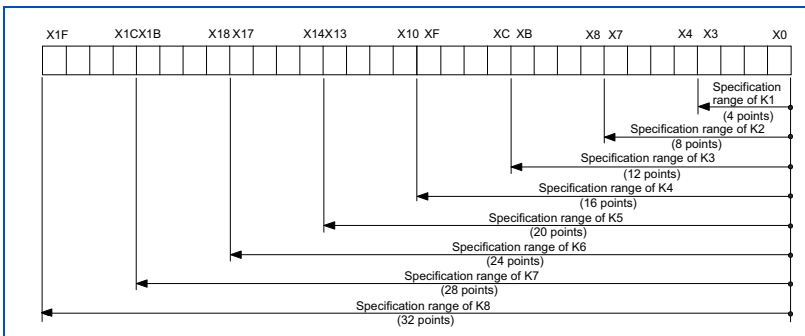 X1F X1CX1B X18 X17 X14X13 X10 XF XC XB X8 X7 X4 X3 X0
Specification
range of K1
(4 points)
Specification range of K2
(8 points)
Specification range of K3
(12 points)
Specification range of K4
(16 points)
Specification range of K5
(20 points)
Specification range of K6
(24 points)
Specification range of K7
(28 points)
Specification range of K8
(32 points)